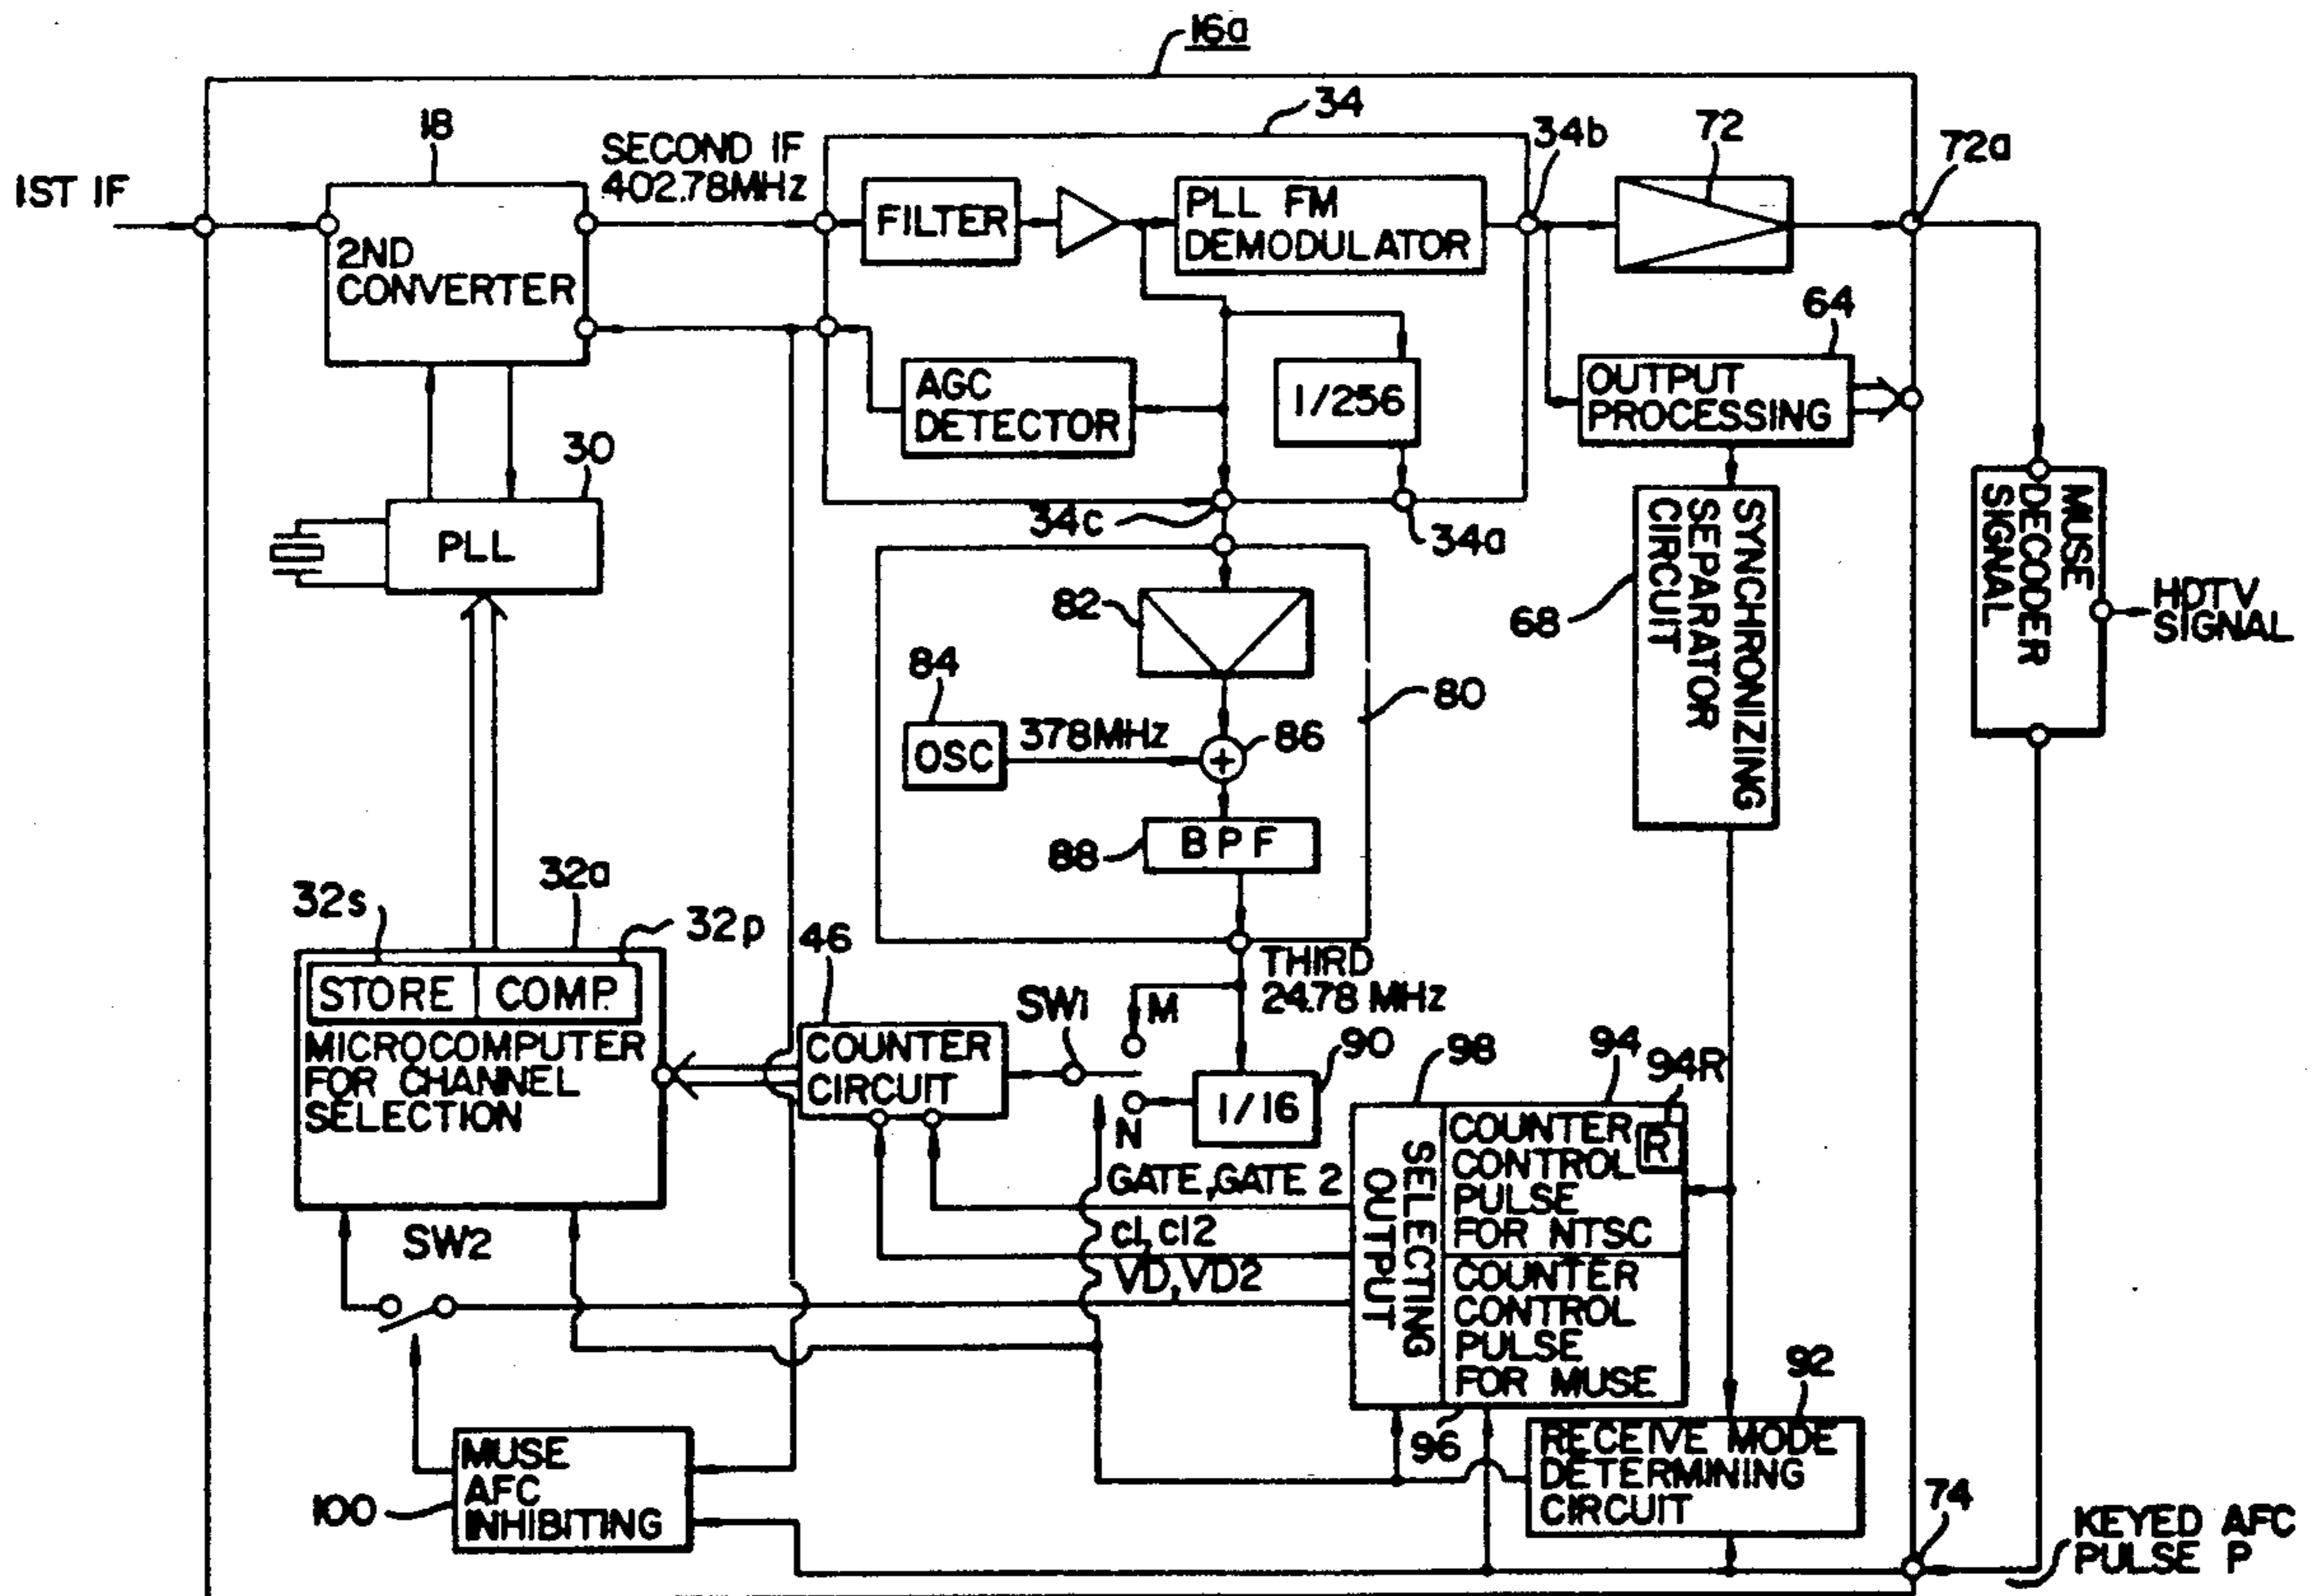 16a
1ST IF
18
2ND
CONVERTER
SECOND IF
402.78MHz
34
FILTER
PLL FM
DEMODULATOR
34b
72
72a
AGC
DETECTOR
1/256
64
OUTPUT
PROCESSING
30
PLL
34c
34a
SYNCHRONIZING
SEPARATOR
CIRCUIT
68
MUSE
DECODER
SIGNAL
HDTV
SIGNAL
82
84
OSC
378MHz
86
80
88
BPF
32s
32a
32p
STORE
COMP.
MICROCOMPUTER
FOR CHANNEL
SELECTION
46
COUNTER
CIRCUIT
SW1
M
N
THIRD
24.78 MHz
90
1/16
98
94
94R
SELECTING
OUTPUT
COUNTER
CONTROL
PULSE
FOR NTSC
R
COUNTER
CONTROL
PULSE
FOR MUSE
GATE, GATE 2
cl, cl2
VD, VD2
SW2
96
92
RECEIVE MODE
DETERMINING
CIRCUIT
MUSE
AFC
INHIBITING
100
74
KEYED AFC
PULSE P